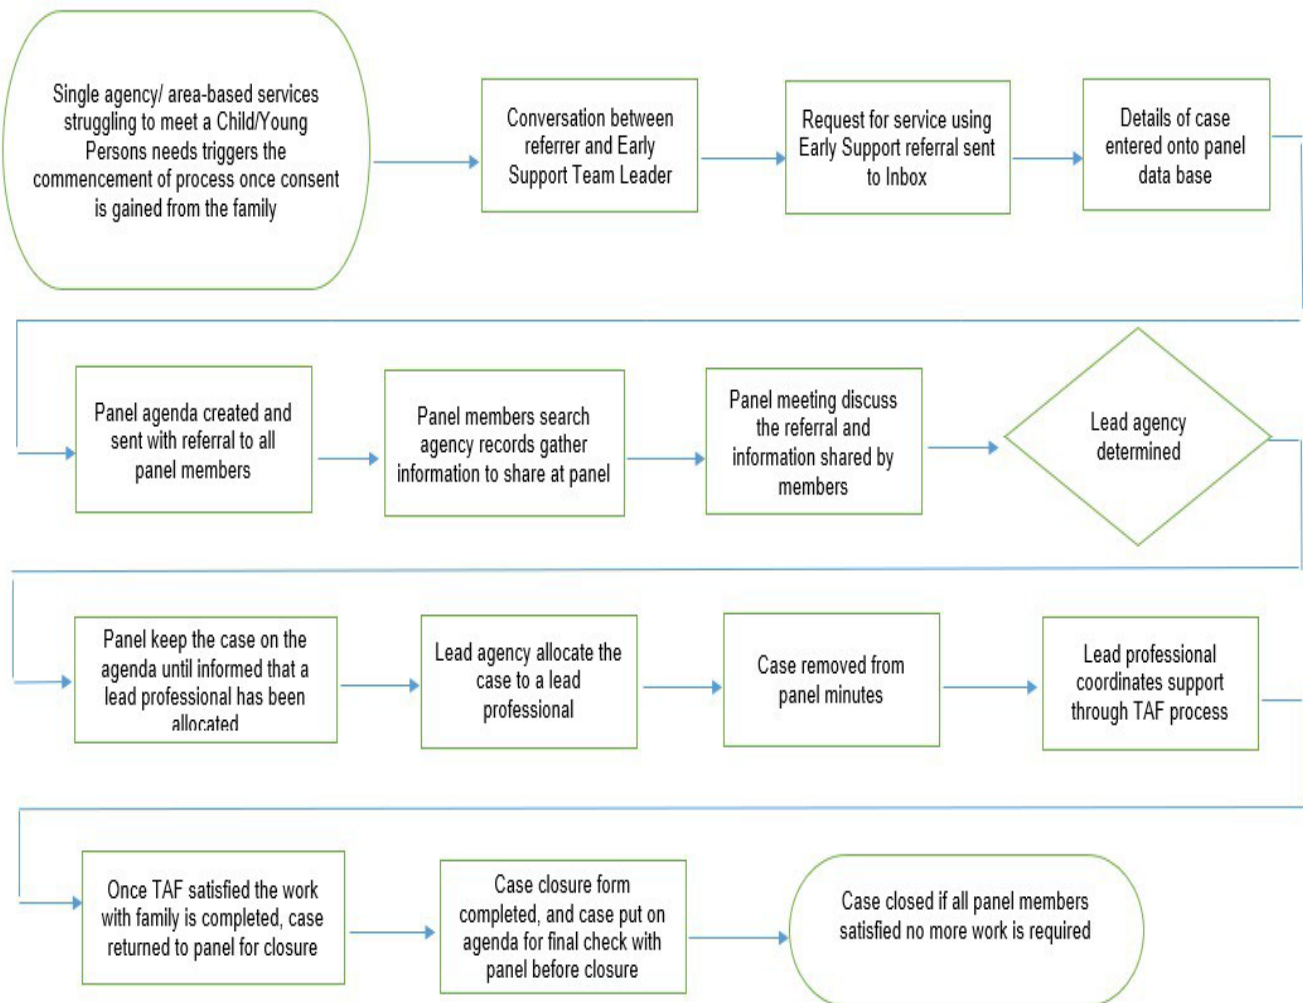 Single agency/ area-based services
struggling to meet a Child/Young
Persons needs triggers the
commencement of process once consent
is gained from the family
Conversation between
referrer and Early
Support Team Leader
Request for service using
Early Support referral sent
to Inbox
Details of case
entered onto panel
data base
Panel agenda created and
sent with referral to all
panel members
Panel members search
agency records gather
information to share at panel
Panel meeting discuss
the referral and
information shared by
members
Lead agency
determined
Panel keep the case on the
agenda until informed that a
lead professional has been
allocated
Lead agency allocate the
case to a lead
professional
Case removed from
panel minutes
Lead professional
coordinates support
through TAF process
Once TAF satisfied the work
with family is completed, case
returned to panel for closure
Case closure form
completed, and case put on
agenda for final check with
panel before closure
Case closed if all panel members
satisfied no more work is required